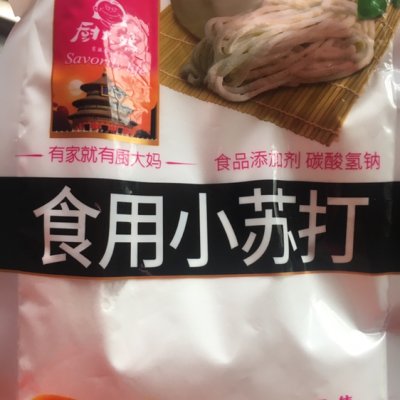 有家就有厨大妈
食品添加剂 碳酸氢钠
食用小苏打